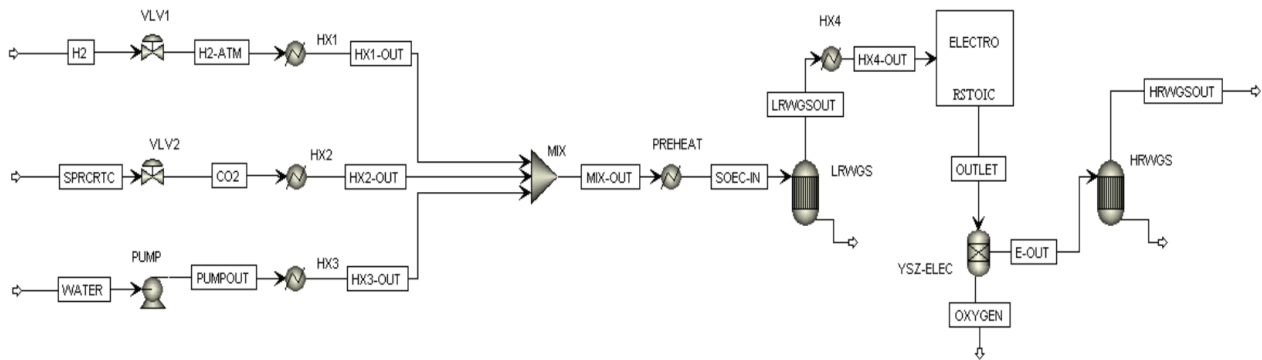 VLV1
H2
H2-ATM
HX1
HX1-OUT
VLV2
SPRCRTC
CO2
HX2
HX2-OUT
PUMP
WATER
PUMPOUT
HX3
HX3-OUT
MIX
MIX-OUT
PREHEAT
SOEC-IN
LRWGS
LRWGSOUT
HX4
HX4-OUT
ELECTRO
RSTOIC
OUTLET
YSZ-ELEC
OXYGEN
E-OUT
HRWGS
HRWGSOUT